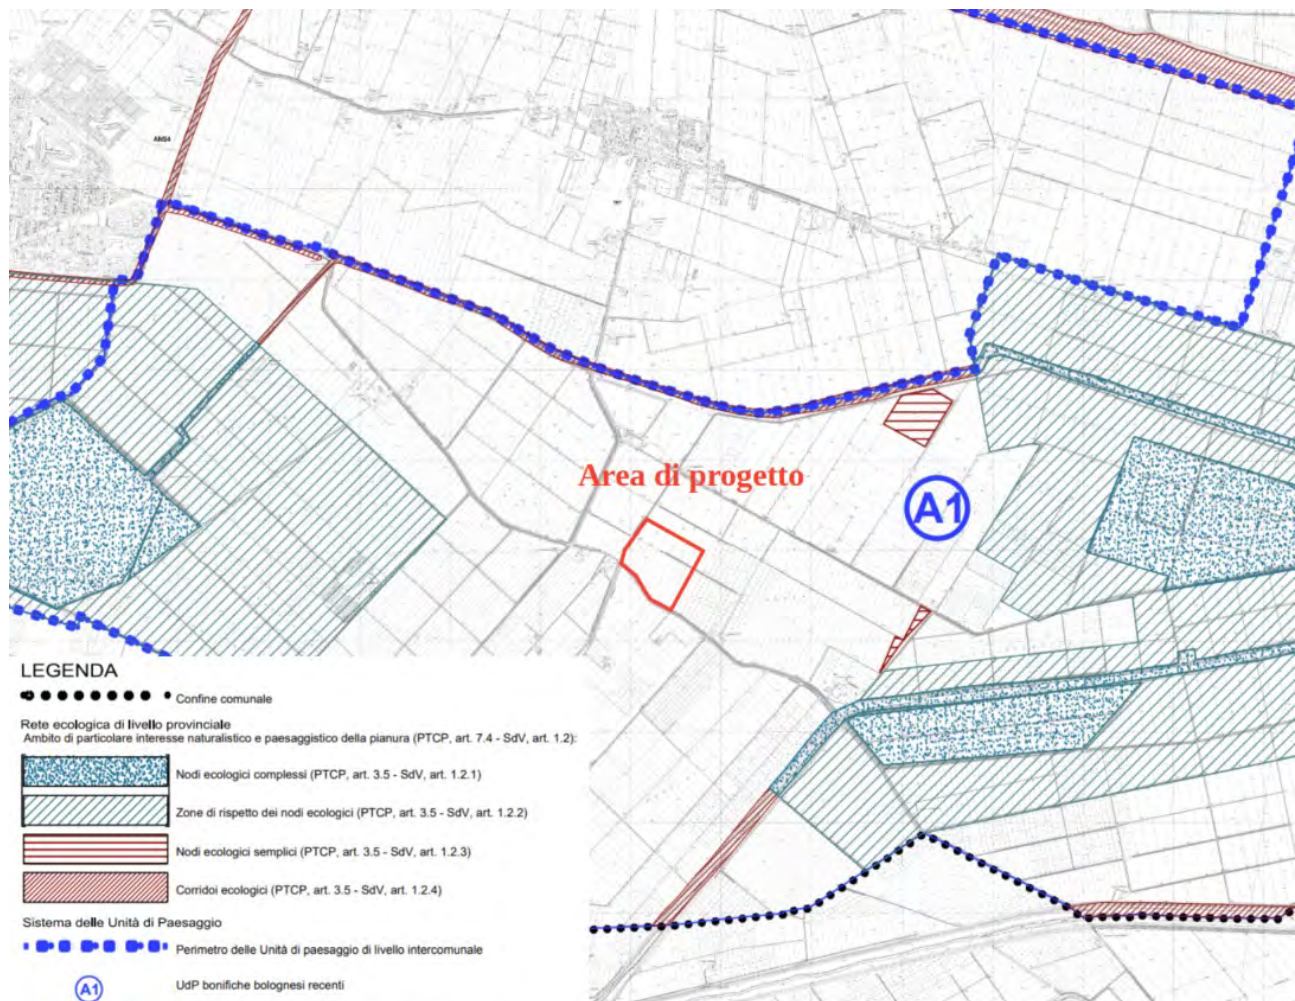 AMS4
Area di progetto
A1
LEGENDA
Confine comunale
Rete ecologica di livello provinciale
Ambito di particolare interesse naturalistico e paesaggistico della pianura (PTCP, art. 7.4 - SdV, art. 1.2):
Nodi ecologici complessi (PTCP, art. 3.5 - SdV, art. 1.2.1)
Zone di rispetto dei nodi ecologici (PTCP, art. 3.5 - SdV, art. 1.2.2)
Nodi ecologici semplici (PTCP, art. 3.5 - SdV, art. 1.2.3)
Corridoi ecologici (PTCP, art. 3.5 - SdV, art. 1.2.4)
Sistema delle Unità di Paesaggio
Perimetro delle Unità di paesaggio di livello intercomunale
A1 UdP bonifiche bolognesi recenti